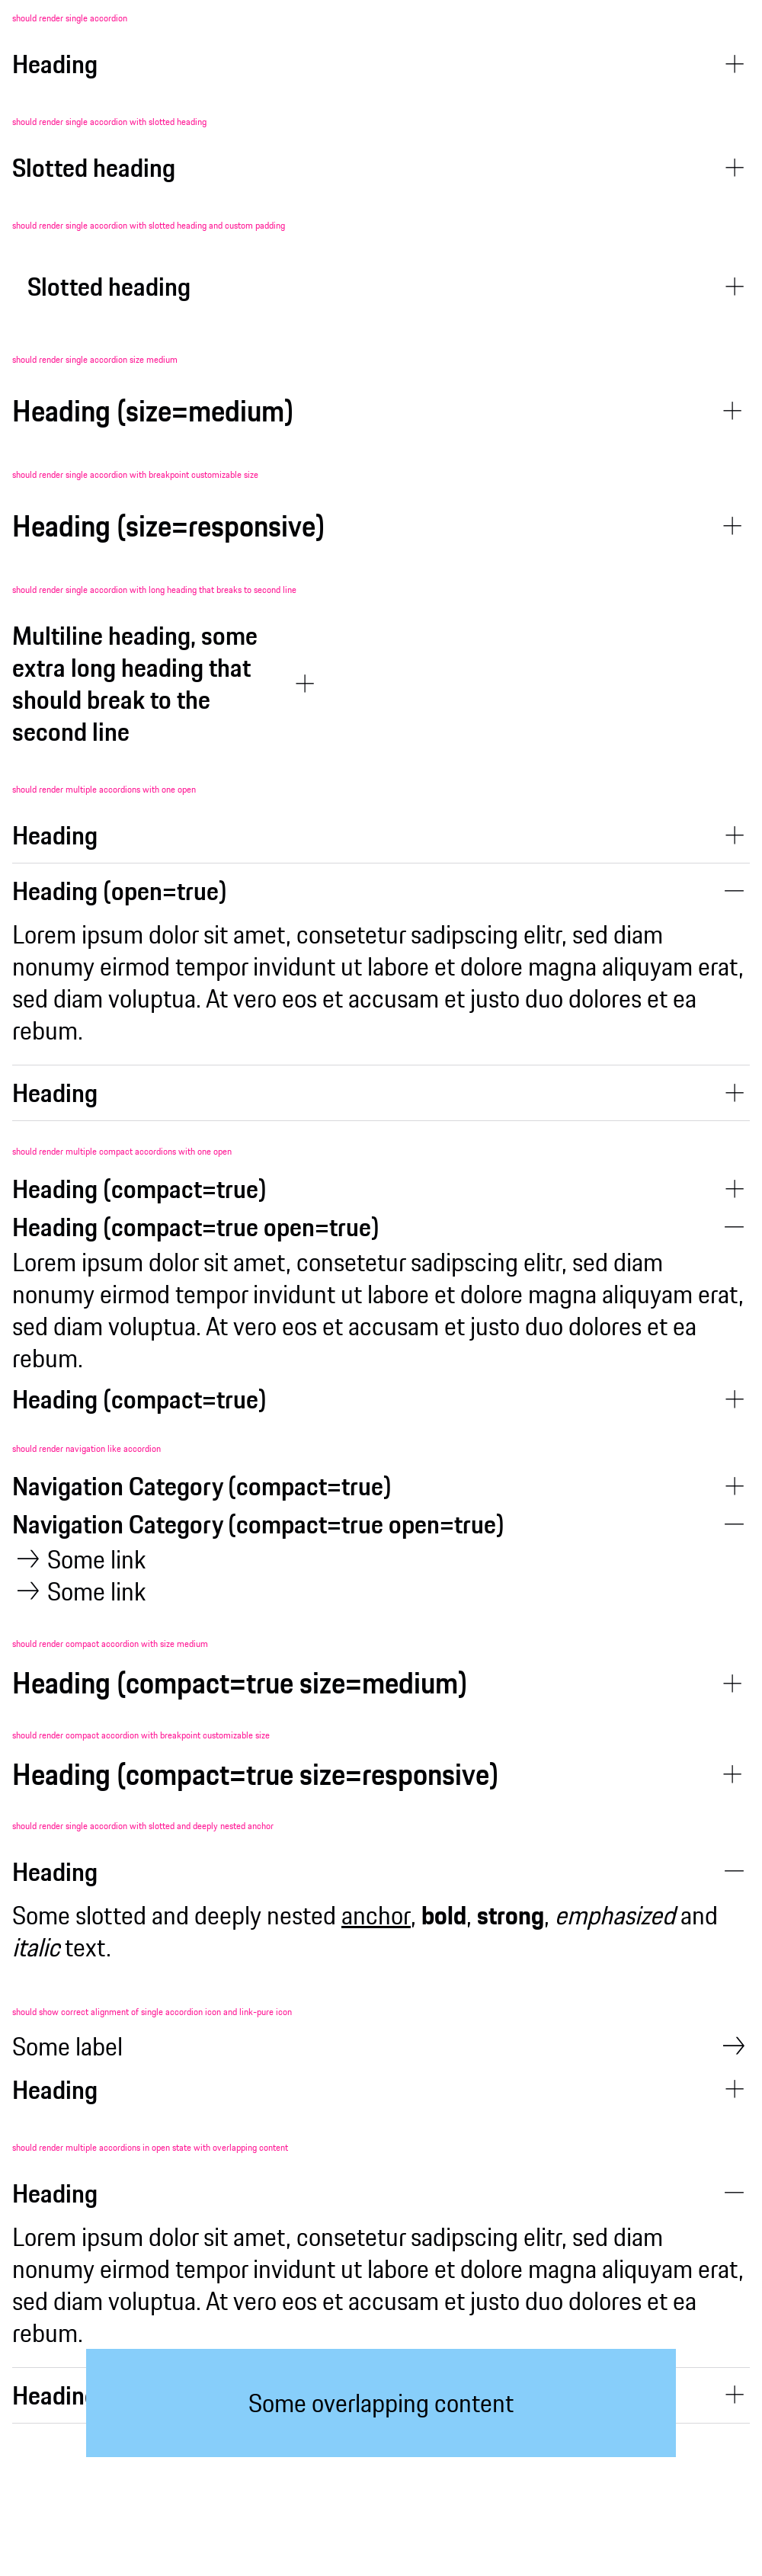 should render single accordion
Heading
should render single accordion with slotted heading
Slotted heading
should render single accordion with slotted heading and custom padding
Slotted heading
should render single accordion size medium
Heading (size=medium)
should render single accordion with breakpoint customizable size
Heading (size=responsive)
should render single accordion with long heading that breaks to second line
Multiline heading, some
extra long heading that
should break to the
second line
should render multiple accordions with one open
Heading
Heading (open=true)
Lorem ipsum dolor sit amet, consetetur sadipscing elitr, sed diam
nonumy eirmod tempor invidunt ut labore et dolore magna aliquyam erat,
sed diam voluptua. At vero eos et accusam et justo duo dolores et ea
rebum.
Heading
should render multiple compact accordions with one open
Heading (compact=true)
Heading (compact=true open=true)
Lorem ipsum dolor sit amet, consetetur sadipscing elitr, sed diam
nonumy eirmod tempor invidunt ut labore et dolore magna aliquyam erat,
sed diam voluptua. At vero eos et accusam et justo duo dolores et ea
rebum.
Heading (compact=true)
should render navigation like accordion
Navigation Category (compact=true)
Navigation Category (compact=true open=true)
Some link
Some link
should render compact accordion with size medium
Heading (compact=true size=medium)
should render compact accordion with breakpoint customizable size
Heading (compact=true size=responsive)
should render single accordion with slotted and deeply nested anchor
Heading
Some slotted and deeply nested anchor, bold, strong, emphasized and
italic text.
should show correct alignment of single accordion icon and link-pure icon
Some label
Heading
should render multiple accordions in open state with overlapping content
Heading
Lorem ipsum dolor sit amet, consetetur sadipscing elitr, sed diam
nonumy eirmod tempor invidunt ut labore et dolore magna aliquyam erat,
sed diam voluptua. At vero eos et accusam et justo duo dolores et ea
rebum.
Heading
Some overlapping content